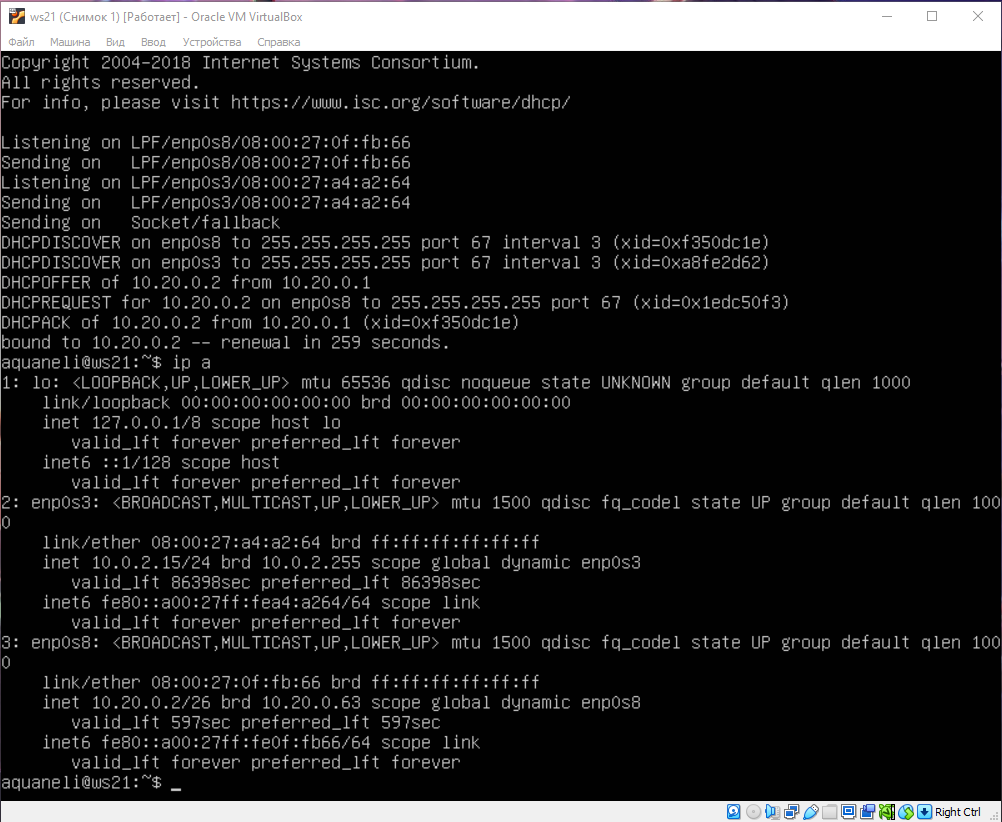 ws21 (Снимок 1) [Работает] - Oracle VM VirtualBox
Файл Машина Вид Ввод Устройства Справка
Copyright 2004-2018 Internet Systems Consortium.
All rights reserved.
For info, please visit https://www.isc.org/software/dhcp/
Listening on LPF/enp0s8/08:00:27:0f:fb:66
Sending on   LPF/enp0s8/08:00:27:0f:fb:66
Listening on LPF/enp0s3/08:00:27:a4:a2:64
Sending on   LPF/enp0s3/08:00:27:a4:a2:64
Sending on   Socket/fallback
DHCPDISCOVER on enp0s8 to 255.255.255.255 port 67 interval 3 (xid=0xf350dc1e)
DHCPDISCOVER on enp0s3 to 255.255.255.255 port 67 interval 3 (xid=0xa8fe2d62)
DHCPOFFER of 10.20.0.2 from 10.20.0.1
DHCPREQUEST for 10.20.0.2 on enp0s8 to 255.255.255.255 port 67 (xid=0x1edc50f3)
DHCPACK of 10.20.0.2 from 10.20.0.1 (xid=0xf350dc1e)
bound to 10.20.0.2 -- renewal in 259 seconds.
aquaneli@ws21:~$ ip a
1: lo: <LOOPBACK,UP,LOWER_UP> mtu 65536 qdisc noqueue state UNKNOWN group default qlen 1000
    link/loopback 00:00:00:00:00:00 brd 00:00:00:00:00:00
    inet 127.0.0.1/8 scope host lo
       valid_lft forever preferred_lft forever
    inet6 ::1/128 scope host
       valid_lft forever preferred_lft forever
2: enp0s3: <BROADCAST,MULTICAST,UP,LOWER_UP> mtu 1500 qdisc fq_codel state UP group default qlen 100
0
    link/ether 08:00:27:a4:a2:64 brd ff:ff:ff:ff:ff:ff
    inet 10.0.2.15/24 brd 10.0.2.255 scope global dynamic enp0s3
       valid_lft 86398sec preferred_lft 86398sec
    inet6 fe80::a00:27ff:fea4:a264/64 scope link
       valid_lft forever preferred_lft forever
3: enp0s8: <BROADCAST,MULTICAST,UP,LOWER_UP> mtu 1500 qdisc fq_codel state UP group default qlen 100
0
    link/ether 08:00:27:0f:fb:66 brd ff:ff:ff:ff:ff:ff
    inet 10.20.0.2/26 brd 10.20.0.63 scope global dynamic enp0s8
       valid_lft 597sec preferred_lft 597sec
    inet6 fe80::a00:27ff:fe0f:fb66/64 scope link
       valid_lft forever preferred_lft forever
aquaneli@ws21:~$ _
Right Ctrl